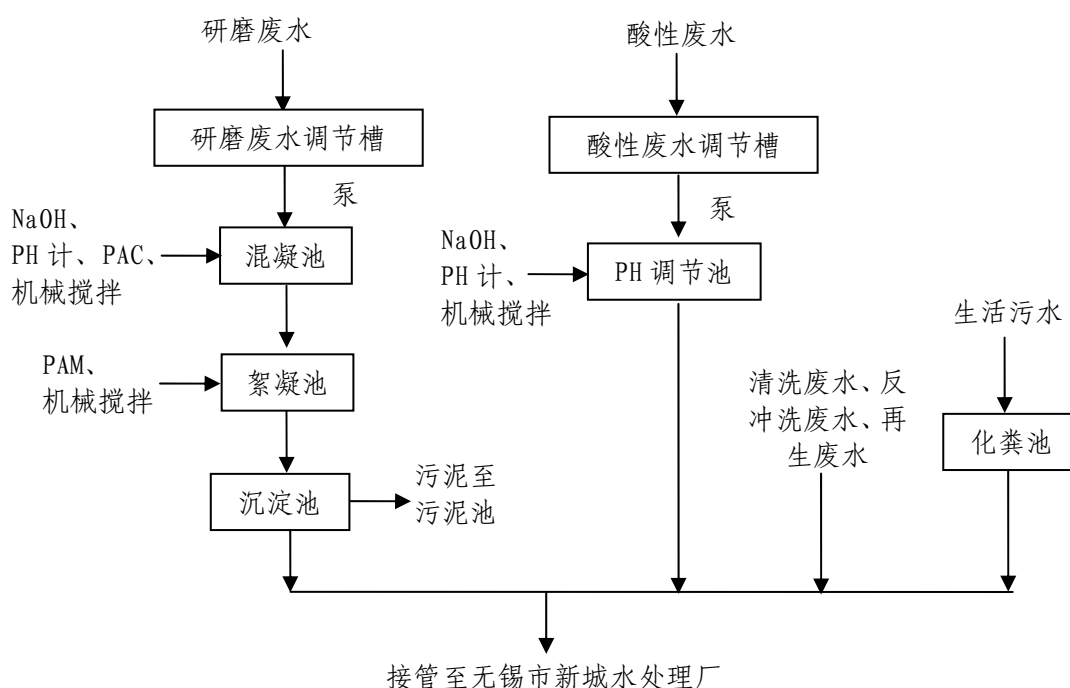 研磨废水
酸性废水
研磨废水调节槽
酸性废水调节槽
泵
泵
NaOH、
PH 计、PAC、
机械搅拌
混凝池
NaOH、
PH 计、
机械搅拌
PH 调节池
生活污水
PAM、
机械搅拌
絮凝池
清洗废水、反
冲洗废水、再
生废水
化粪池
沉淀池
污泥至
污泥池
接管至无锡市新城水处理厂